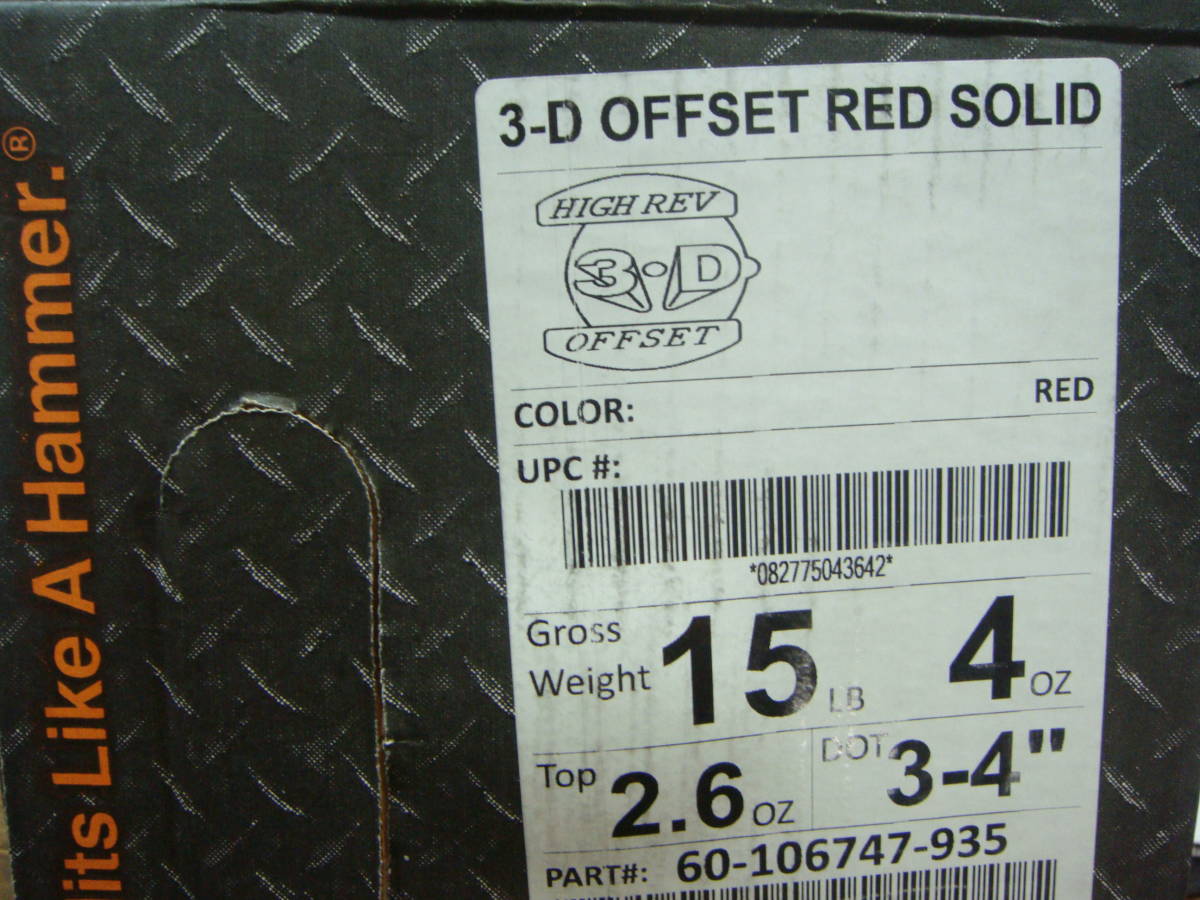 its Like A Hammer.®
3-D OFFSET RED SOLID
HIGH REV
3-D
OFFSET
COLOR: RED
UPC #:
*082775043642*
Gross Weight 15 LB 4 OZ
Top 2.6 OZ DOT 3-4"
PART#: 60-106747-935